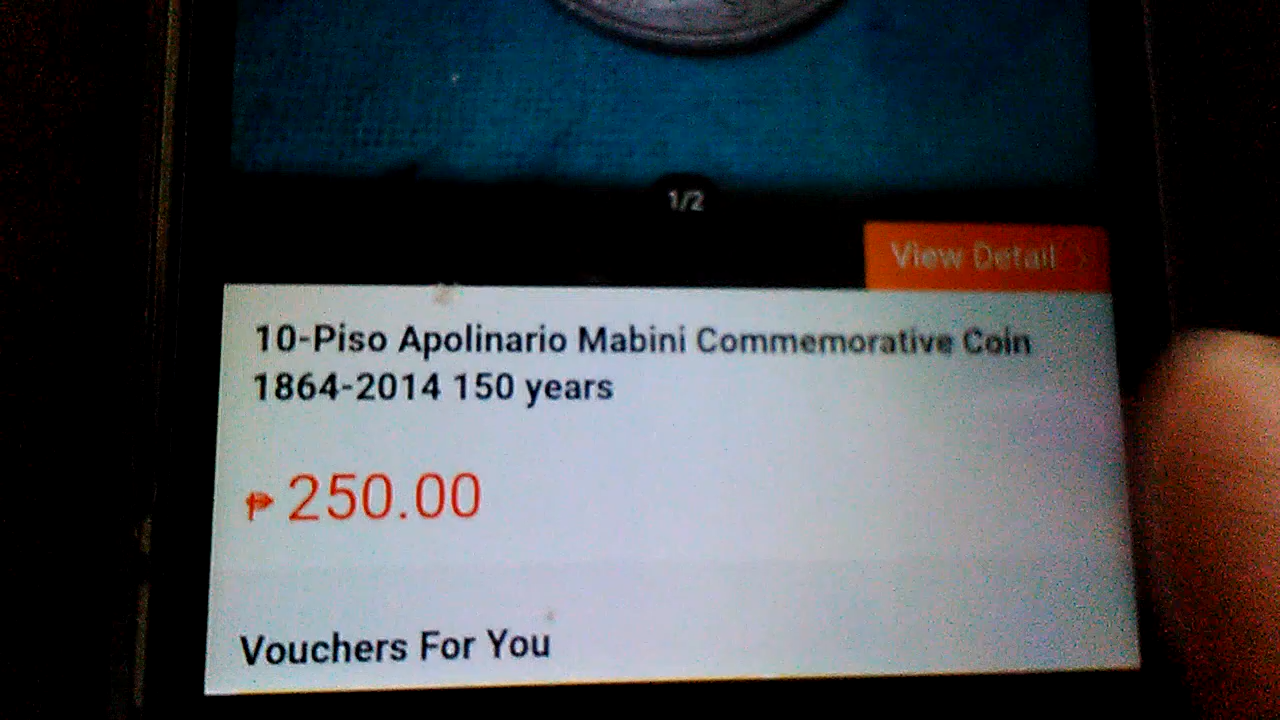 1/2
View Detail >
10-Piso Apolinario Mabini Commemorative Coin
1864-2014 150 years
₱ 250.00
Vouchers For You